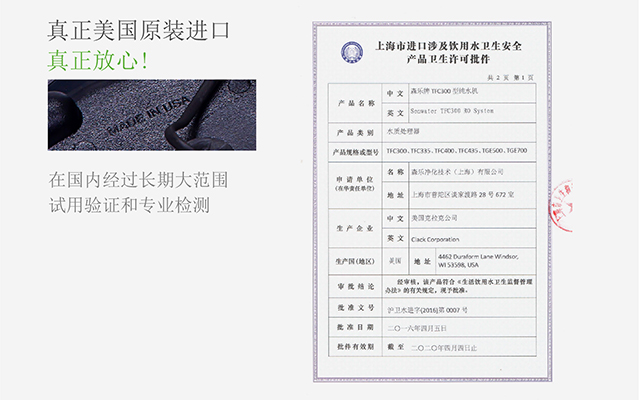 真正美国原装进口
真正放心!
MADE IN USA
在国内经过长期大范围
试用验证和专业检测
上海市进口涉及饮用水卫生安全
产品卫生许可批件
共 2 页 第 1 页
产品名称 中文 森乐牌 TFC300 型纯水机
英文 Senwater TFC300 RO System
产品类别 水质处理器
产品规格或型号 TFC300、TFC335、TFC400、TFC435、TGE500、TGE700
申请单位 (在华责任单位) 名称 森乐净化技术(上海)有限公司
地址 上海市普陀区谈家渡路 28 号 672 室
生产企业 中文 美国克拉克公司
英文 Clack Corporation
生产国(地区) 美国 地址 4462 Duraform Lane Windsor,
WI 53598, USA
审批结论 经审核,该产品符合《生活饮用水卫生监督管理
办法》的有关规定,现予批准。
批准文号 沪卫水进字(2016)第 0007 号
批准日期 二〇一六年四月五日
批件有效期 截至 二〇二〇年四月四日止